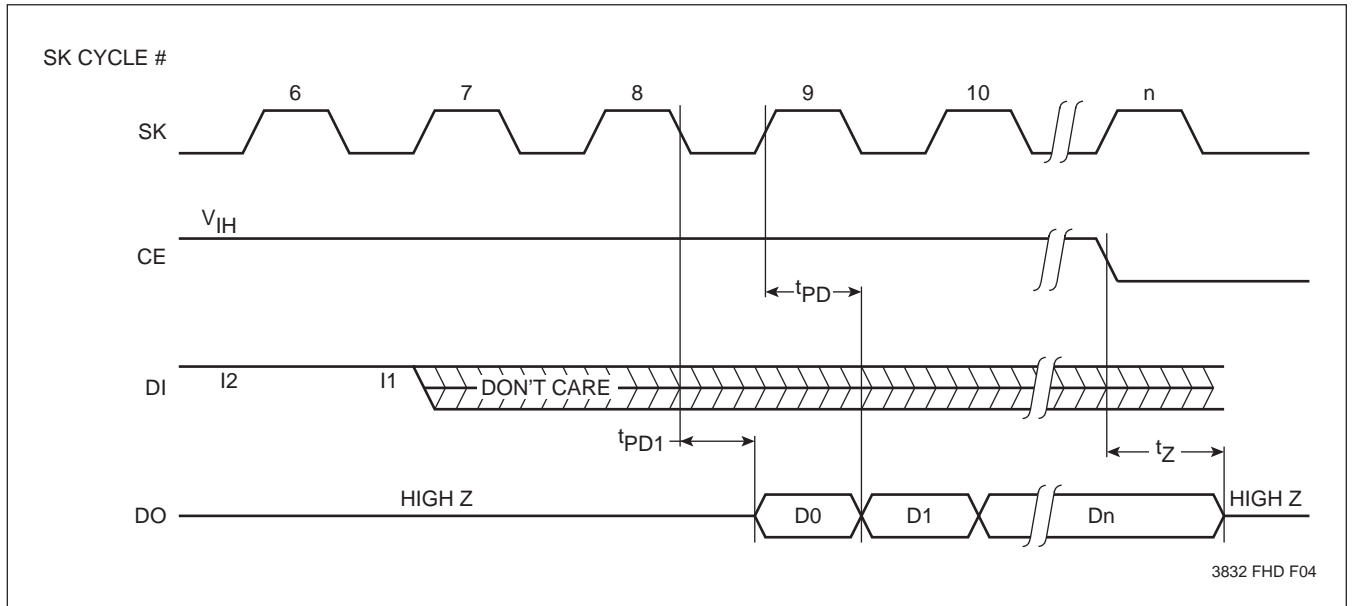 SK CYCLE #
6 7 8 9 10 n
SK
VIH
CE
tPD
DI I2 I1 DON'T CARE
tPD1 tZ
HIGH Z HIGH Z
DO D0 D1 Dn
3832 FHD F04